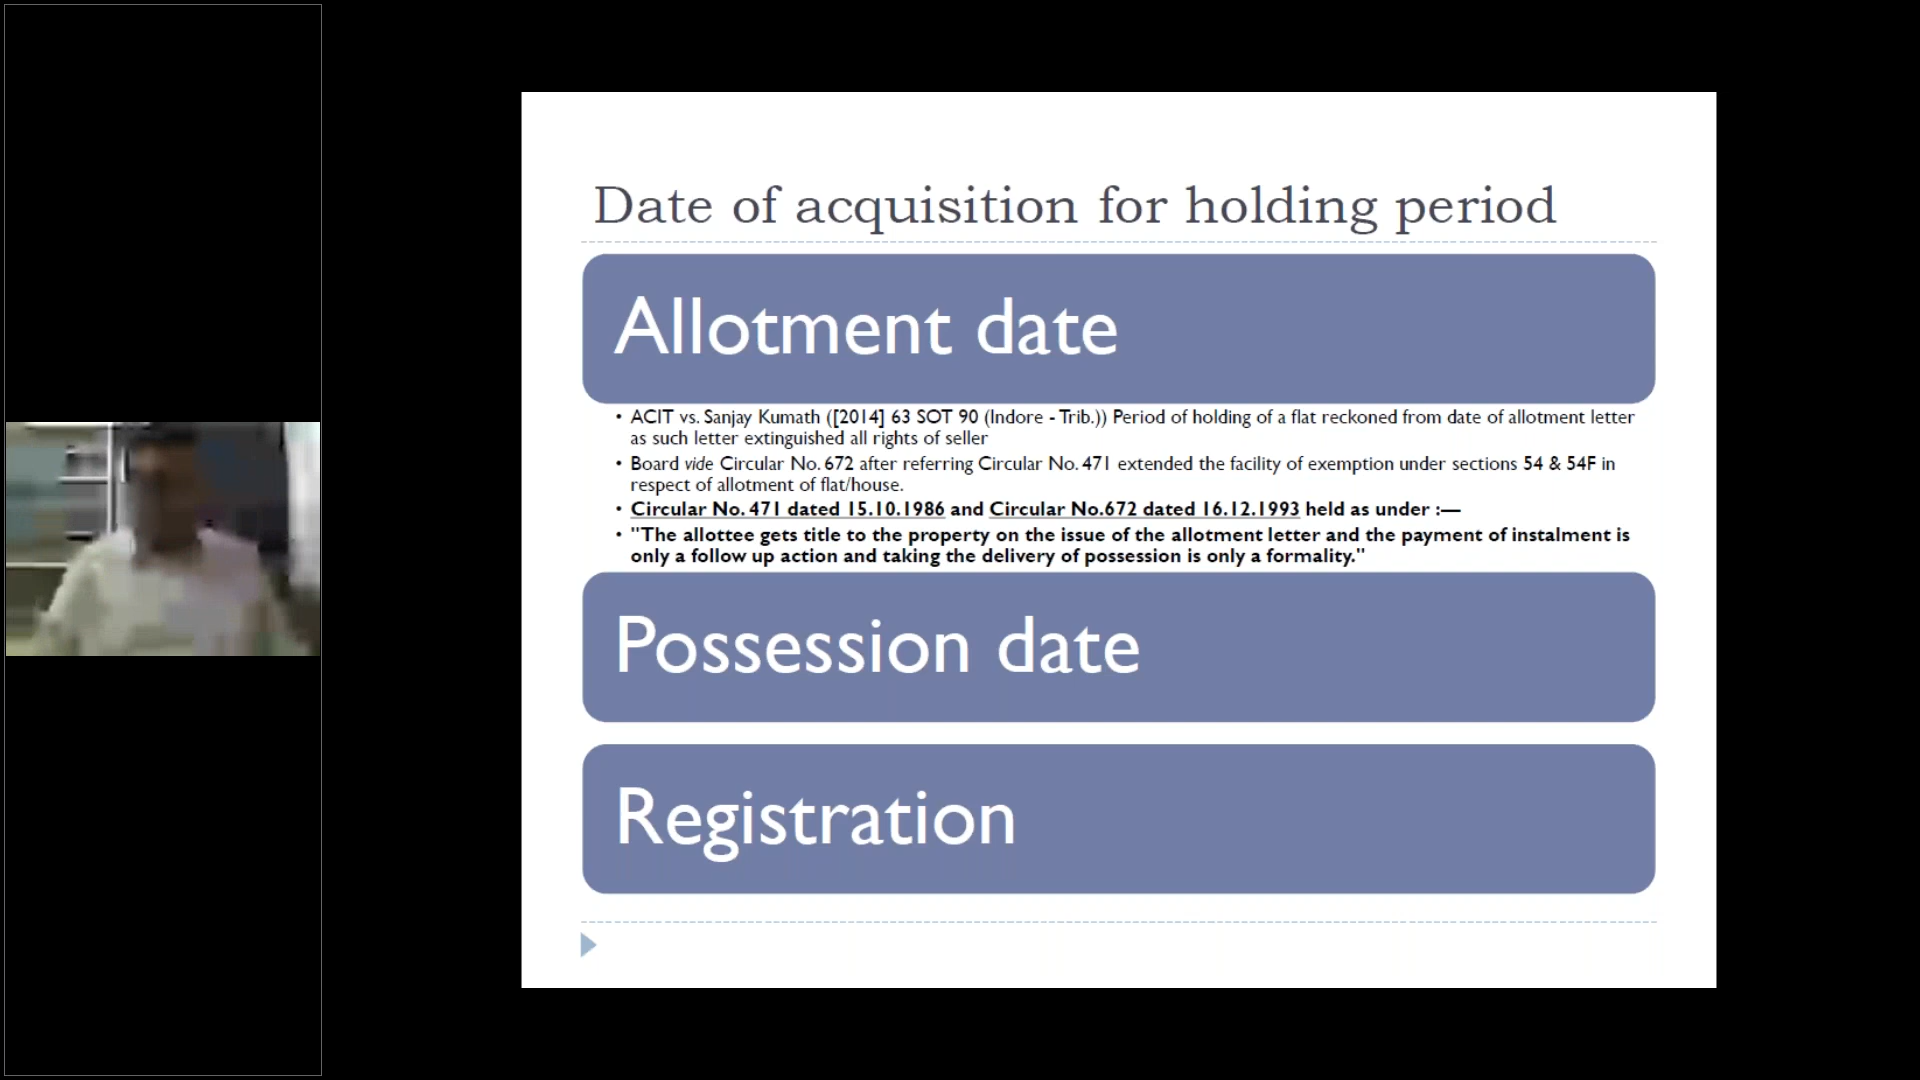 Date of acquisition for holding period
Allotment date
• ACIT vs. Sanjay Kumath ([2014] 63 SOT 90 (Indore - Trib.)) Period of holding of a flat reckoned from date of allotment letter
as such letter extinguished all rights of seller
• Board vide Circular No. 672 after referring Circular No. 471 extended the facility of exemption under sections 54 & 54F in
respect of allotment of flat/house.
• Circular No. 471 dated 15.10.1986 and Circular No.672 dated 16.12.1993 held as under :—
• "The allottee gets title to the property on the issue of the allotment letter and the payment of instalment is
only a follow up action and taking the delivery of possession is only a formality."
Possession date
Registration